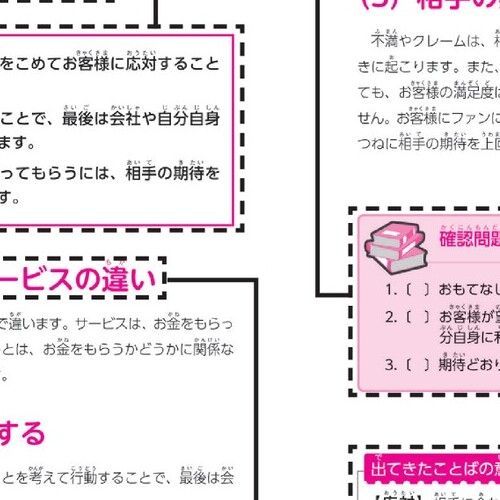 をこめてお客様に応対すること
ことで、最後は会社や自分自身
ます。
ってもらうには、相手の期待を
す。
ービスの違い
で違います。サービスは、お金をもらっ
とは、お金をもらうかどうかに関係な
。
する
とを考えて行動することで、最後は会
不満やクレームは、
きに起こります。また、
ても、お客様の満足度
せん。お客様にファンに
つねに相手の期待を上
確認問題
1.〔 〕おもてなし
2.〔 〕お客様が
分自身に
3.〔 〕期待どおり
出てきたことばの